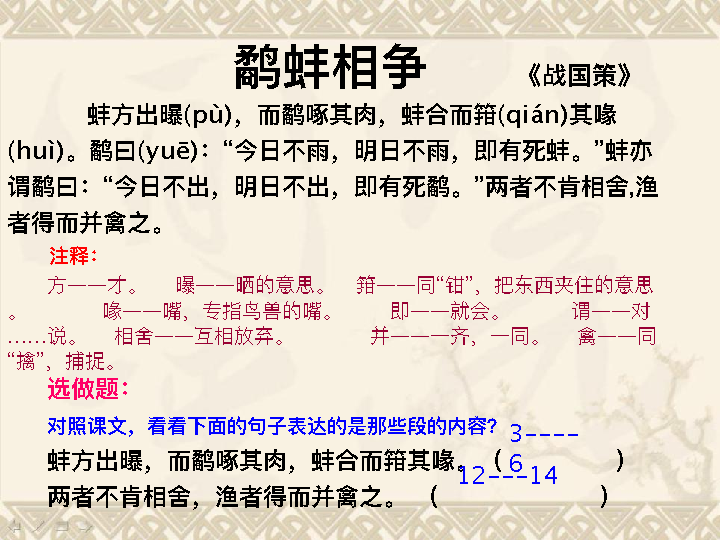 鹬蚌相争 《战国策》
蚌方出曝(pù)，而鹬啄其肉，蚌合而箝(qián)其喙
(huì)。鹬曰(yuē)：“今日不雨，明日不雨，即有死蚌。”蚌亦
谓鹬曰：“今日不出，明日不出，即有死鹬。”两者不肯相舍,渔
者得而并禽之。
注释：
方——才。 曝——晒的意思。 箝——同“钳”，把东西夹住的意思
。 喙——嘴，专指鸟兽的嘴。 即——就会。 谓——对
……说。 相舍——互相放弃。 并———齐，一同。 禽——同
“擒”，捕捉。
选做题：
对照课文，看看下面的句子表达的是那些段的内容？
蚌方出曝，而鹬啄其肉，蚌合而箝其喙。（ 3----6 ）
两者不肯相舍，渔者得而并禽之。 （ 12---14 ）